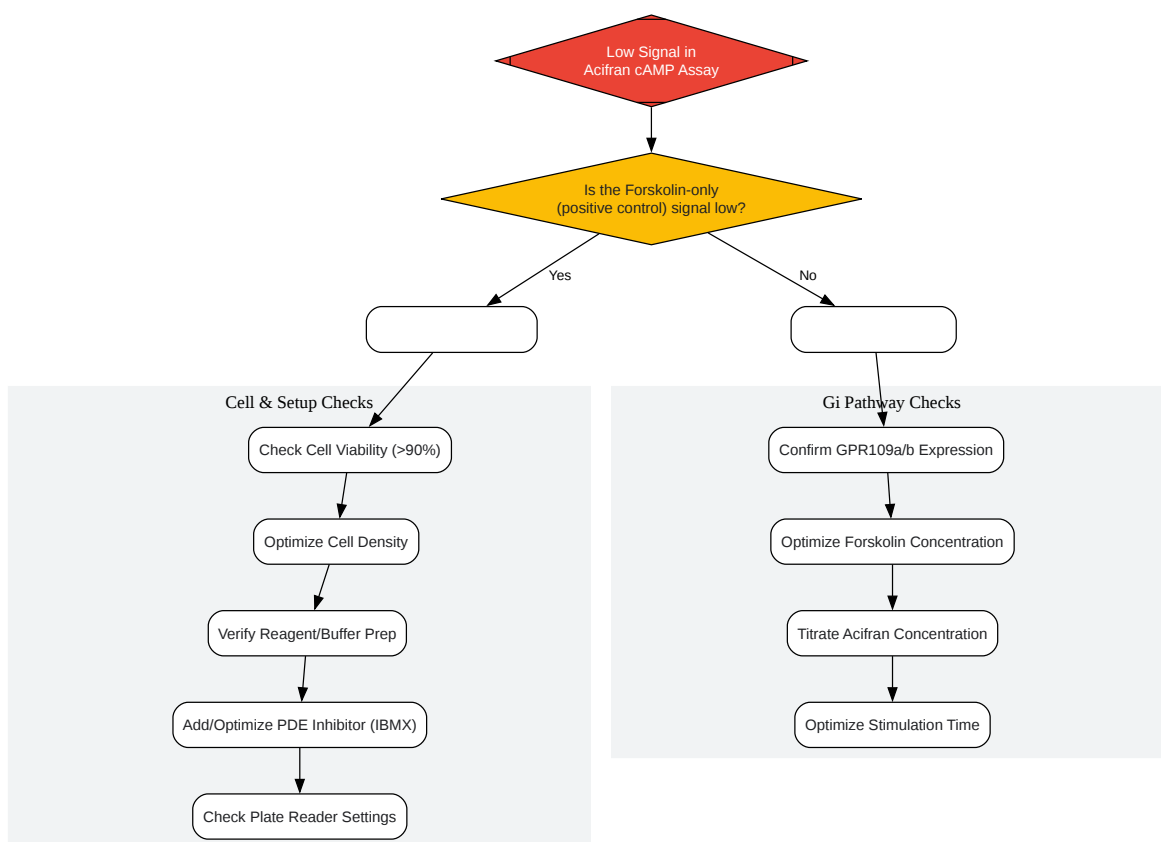 Low Signal in
Acifran cAMP Assay
Is the Forskolin-only
(positive control) signal low?
Yes
No
Cell & Setup Checks
Check Cell Viability (>90%)
Optimize Cell Density
Verify Reagent/Buffer Prep
Add/Optimize PDE Inhibitor (IBMX)
Check Plate Reader Settings
Gi Pathway Checks
Confirm GPR109a/b Expression
Optimize Forskolin Concentration
Titrate Acifran Concentration
Optimize Stimulation Time